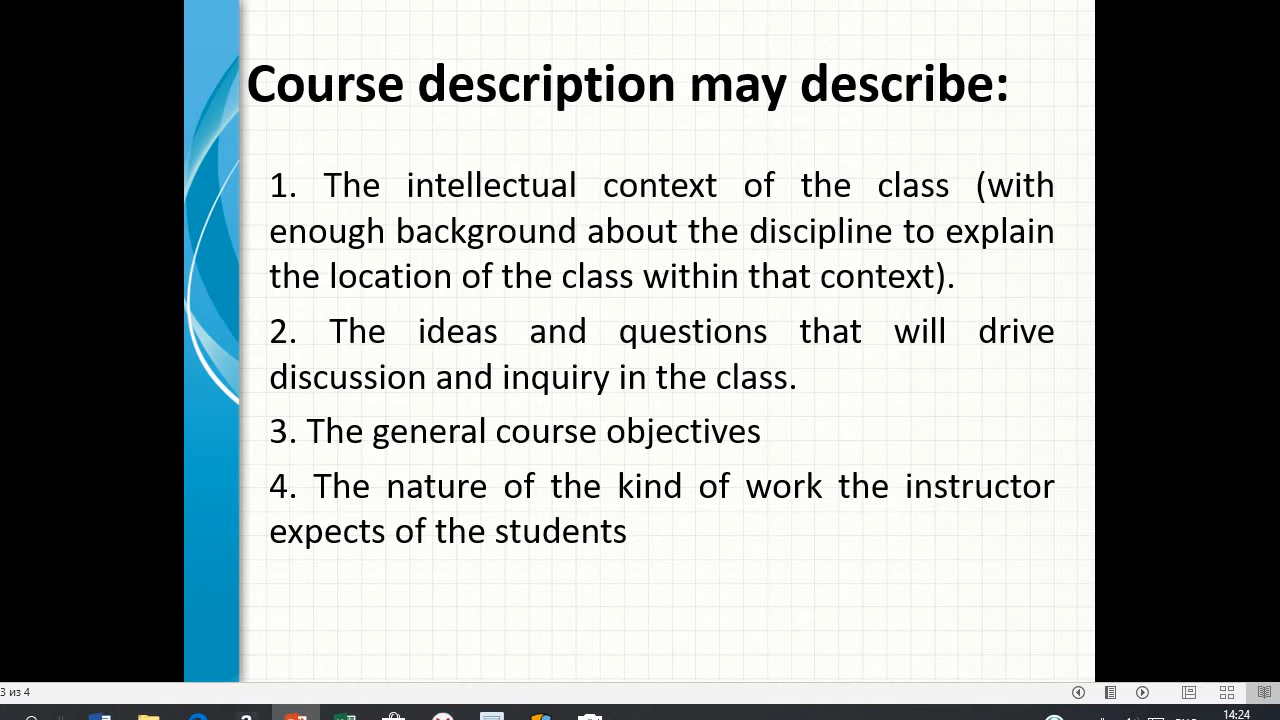 Course description may describe:
1. The intellectual context of the class (with
enough background about the discipline to explain
the location of the class within that context).
2. The ideas and questions that will drive
discussion and inquiry in the class.
3. The general course objectives
4. The nature of the kind of work the instructor
expects of the students
3 из 4
14:24